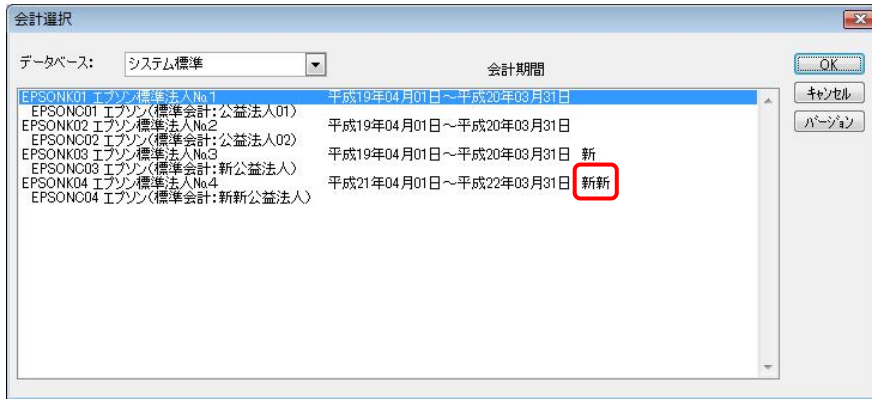 会計選択
データベース: システム標準 会計期間 OK
キャンセル
バージョン
EPSONK01 エプソン標準法人№1 平成19年04月01日～平成20年03月31日
EPSONC01 エプソン(標準会計:公益法人01)
EPSONK02 エプソン標準法人№2 平成19年04月01日～平成20年03月31日
EPSONC02 エプソン(標準会計:公益法人02)
EPSONK03 エプソン標準法人№3 平成19年04月01日～平成20年03月31日 新
EPSONC03 エプソン(標準会計:新公益法人)
EPSONK04 エプソン標準法人№4 平成21年04月01日～平成22年03月31日 新新
EPSONC04 エプソン(標準会計:新新公益法人)